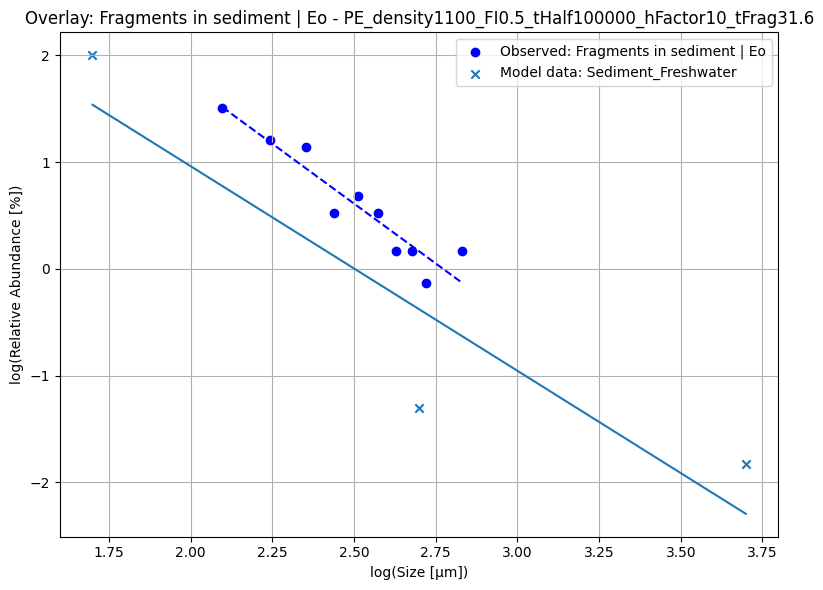 Overlay: Fragments in sediment | Eo - PE_density1100_FI0.5_tHalf100000_hFactor10_tFrag31.6
Observed: Fragments in sediment | Eo
Model data: Sediment_Freshwater
log(Relative Abundance [%])
2
1
0
−1
−2
1.75 2.00 2.25 2.50 2.75 3.00 3.25 3.50 3.75
log(Size [µm])